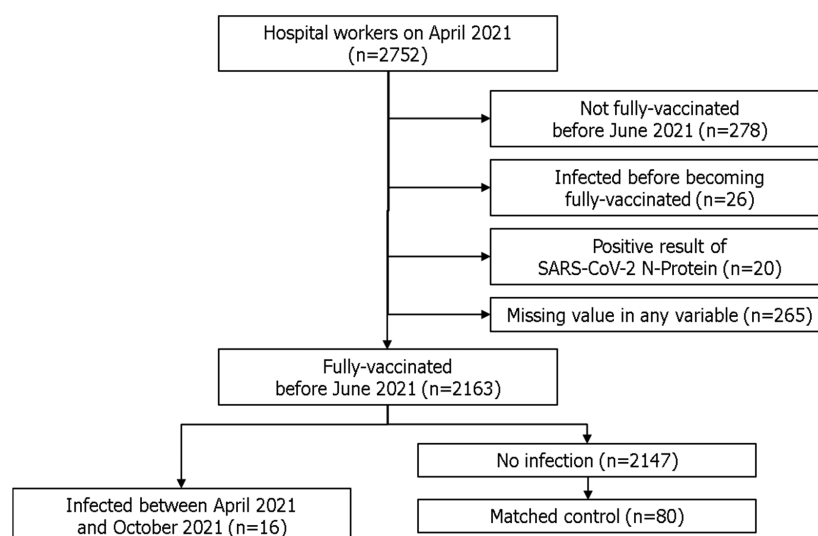 Hospital workers on April 2021
(n=2752)
Not fully-vaccinated
before June 2021 (n=278)
Infected before becoming
fully-vaccinated (n=26)
Positive result of
SARS-CoV-2 N-Protein (n=20)
Missing value in any variable (n=265)
Fully-vaccinated
before June 2021 (n=2163)
No infection (n=2147)
Infected between April 2021
and October 2021 (n=16)
Matched control (n=80)